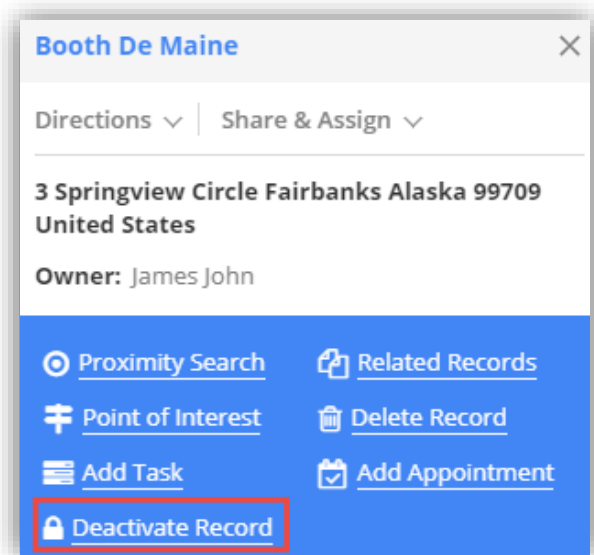 Booth De Maine
Directions Share & Assign
3 Springview Circle Fairbanks Alaska 99709
United States
Owner: James John
Proximity Search Related Records
Point of Interest Delete Record
Add Task Add Appointment
Deactivate Record